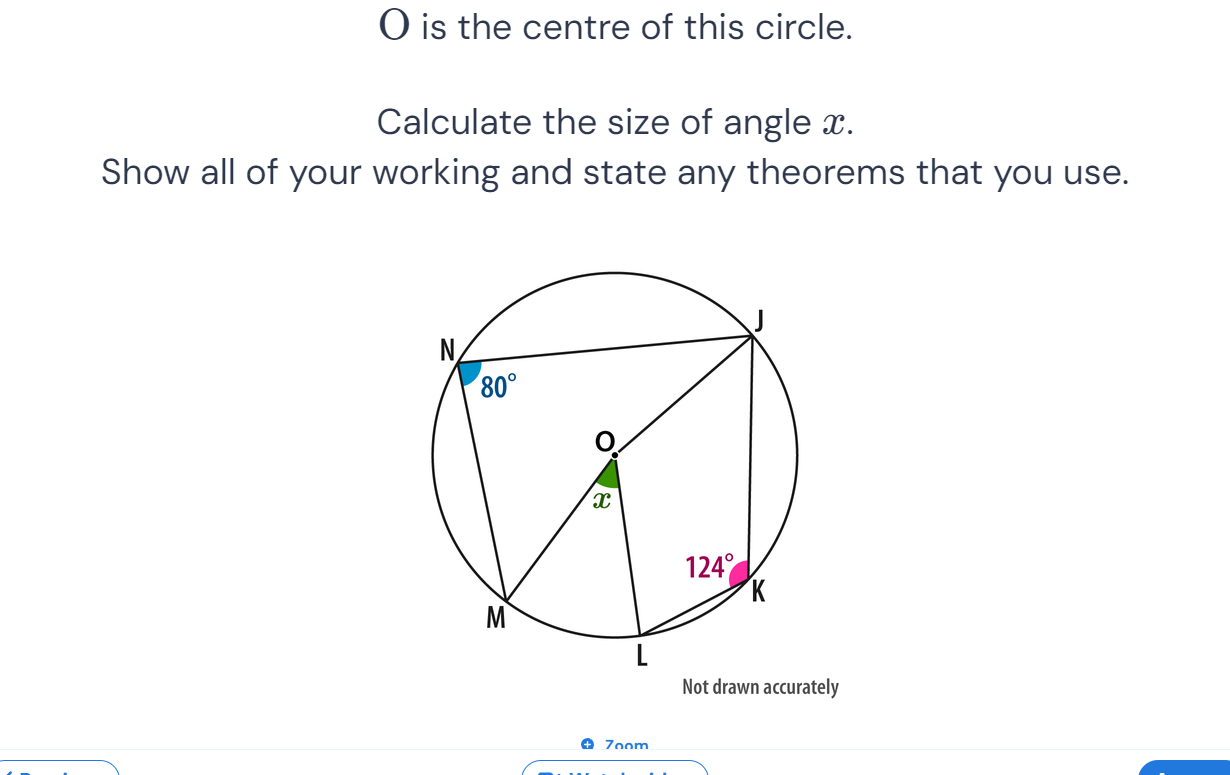 O is the centre of this circle.
Calculate the size of angle x.
Show all of your working and state any theorems that you use.
J
N
80°
O
x
124°
K
M
L
Not drawn accurately
Zoom